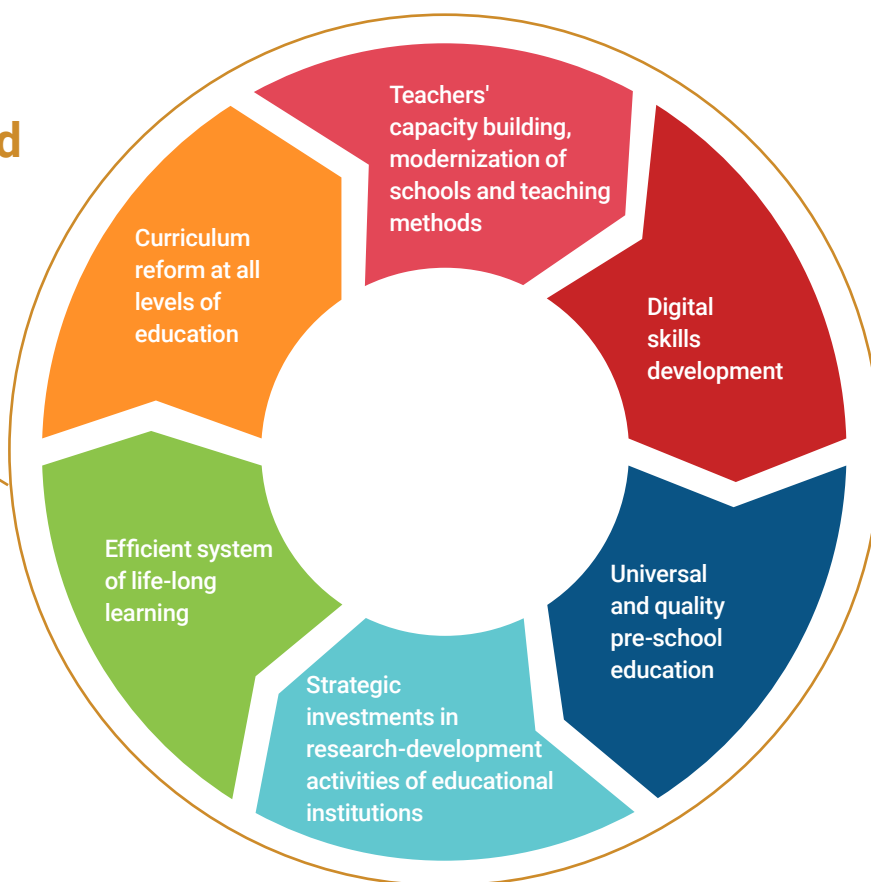 d
Teachers'
capacity building,
modernization of
schools and teaching
methods
Digital
skills
development
Universal
and quality
pre-school
education
Strategic
investments in
research-development
activities of educational
institutions
Efficient system
of life-long
learning
Curriculum
reform at all
levels of
education